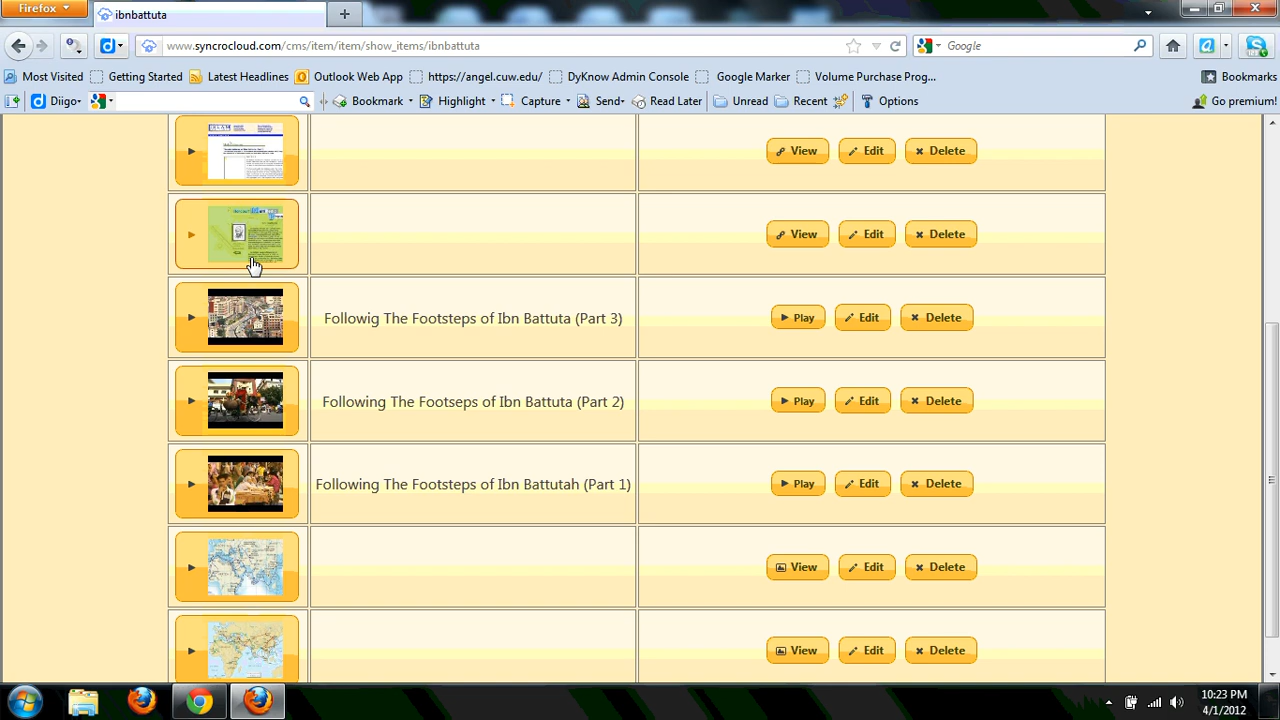 Firefox
ibnbattuta
www.syncpcloud.com/cms/item/item/show_items/ibnbattuta
Google
Most Visited Getting Started Latest Headlines Outlook Web App https://angel.cuw.edu/ DyKnow Admin Console Google Marker Volume Purchase Prog... Bookmarks
Diigo Bookmark Highlight Capture Send Read Later Unread Recent Options Go premium!
View Edit Delete
View Edit Delete
Followig The Footsteps of Ibn Battuta (Part 3) Play Edit Delete
Following The Footseps of Ibn Battuta (Part 2) Play Edit Delete
Following The Footsteps of Ibn Battutah (Part 1) Play Edit Delete
View Edit Delete
View Edit Delete
10:23 PM
4/1/2012